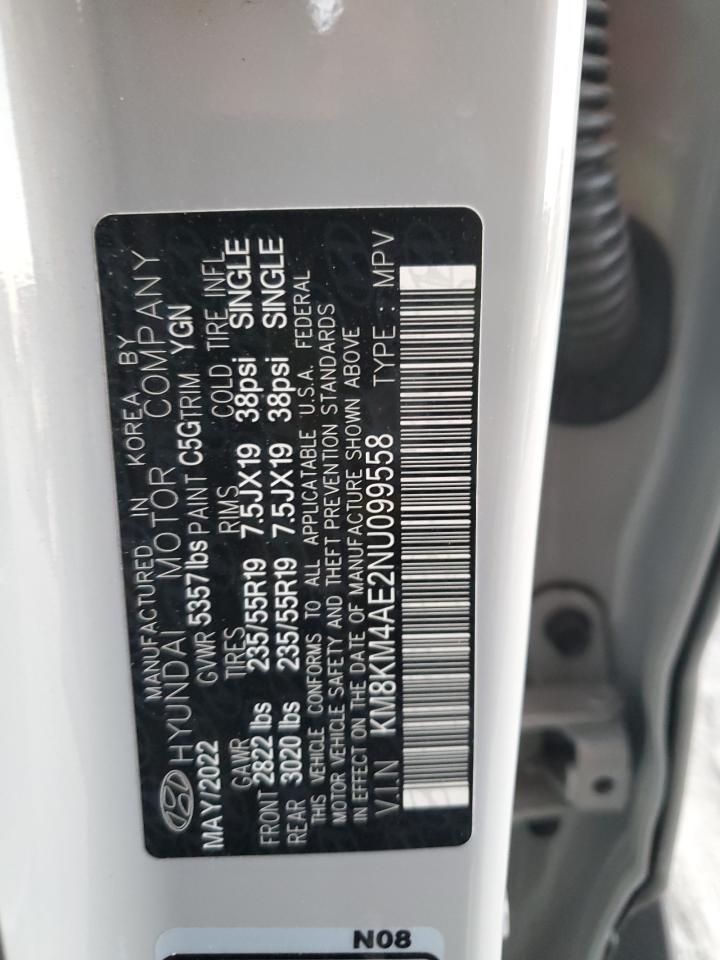 MANUFACTURED IN KOREA BY
HYUNDAI MOTOR COMPANY
MAY/2022 GVWR 5357lbs PAINT C5G TRIM YGN
GAWR TIRES RIMS COLD TIRE INFL
FRONT 2822 lbs 235/55R19 7.5JX19 38psi SINGLE
REAR 3020 lbs 235/55R19 7.5JX19 38psi SINGLE
THIS VEHICLE CONFORMS TO ALL APPLICATABLE U.S.A. FEDERAL
MOTOR VEHICLE SAFETY AND THEFT PREVENTION STANDARDS
IN EFFECT ON THE DATE OF MANUFACTURE SHOWN ABOVE
V.I.N KM8KM4AE2NU099558 TYPE : MPV
N08